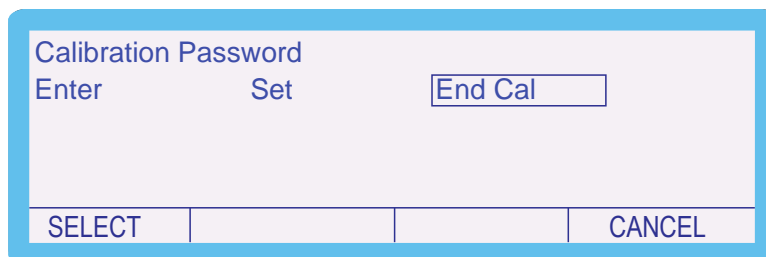 Calibration Password
Enter Set End Cal
SELECT CANCEL